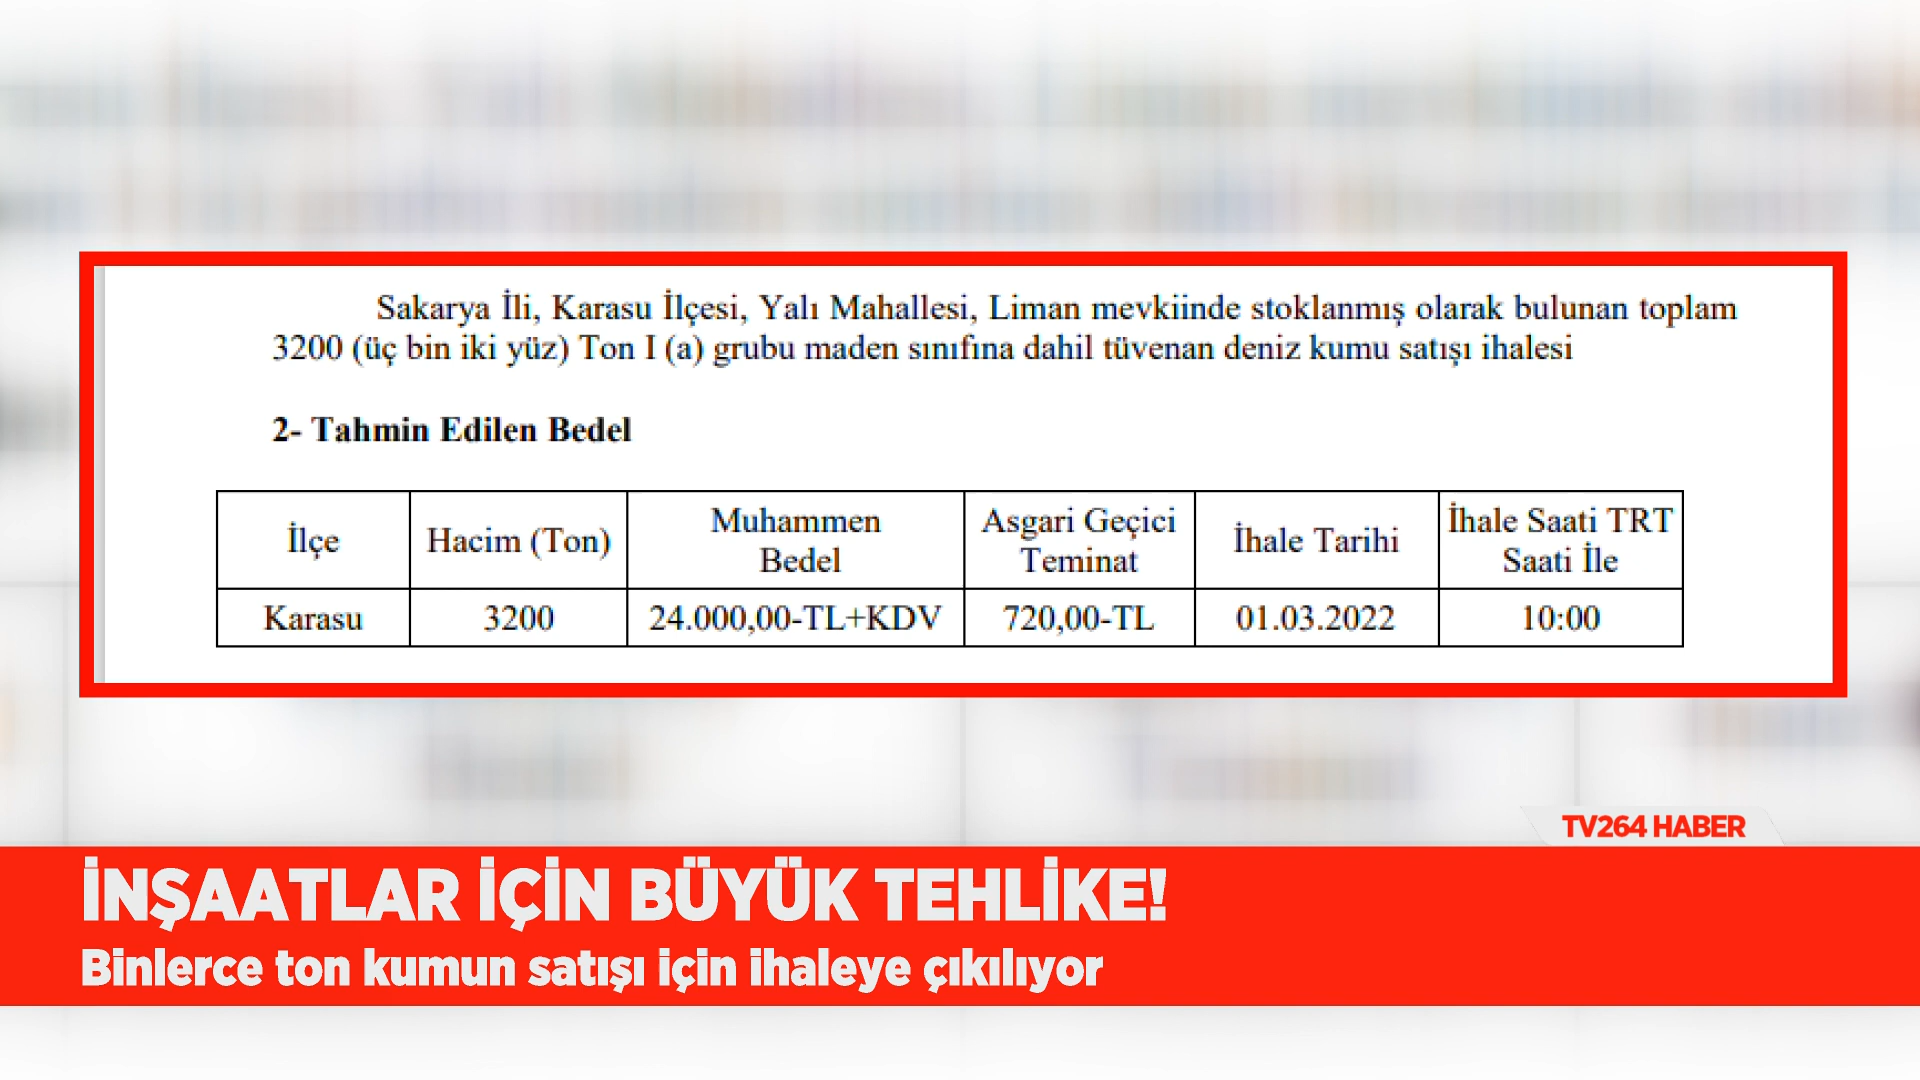 Sakarya İli, Karasu İlçesi, Yalı Mahallesi, Liman mevkiinde stoklanmış olarak bulunan toplam
3200 (üç bin iki yüz) Ton I (a) grubu maden sınıfına dahil tüvenan deniz kumu satışı ihalesi
2- Tahmin Edilen Bedel
İlçe Hacim (Ton) Muhammen Bedel Asgari Geçici Teminat İhale Tarihi İhale Saati TRT Saati İle
Karasu 3200 24.000,00-TL+KDV 720,00-TL 01.03.2022 10:00
TV264 HABER
İNŞAATLAR İÇİN BÜYÜK TEHLİKE!
Binlerce ton kumun satışı için ihaleye çıkılıyor